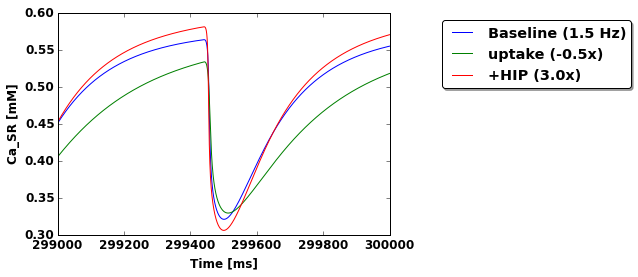 0.60
0.55
0.50
0.45
0.40
0.35
0.30
Ca_SR [mM]
299000 299200 299400 299600 299800 300000
Time [ms]
Baseline (1.5 Hz)
uptake (-0.5x)
+HIP (3.0x)